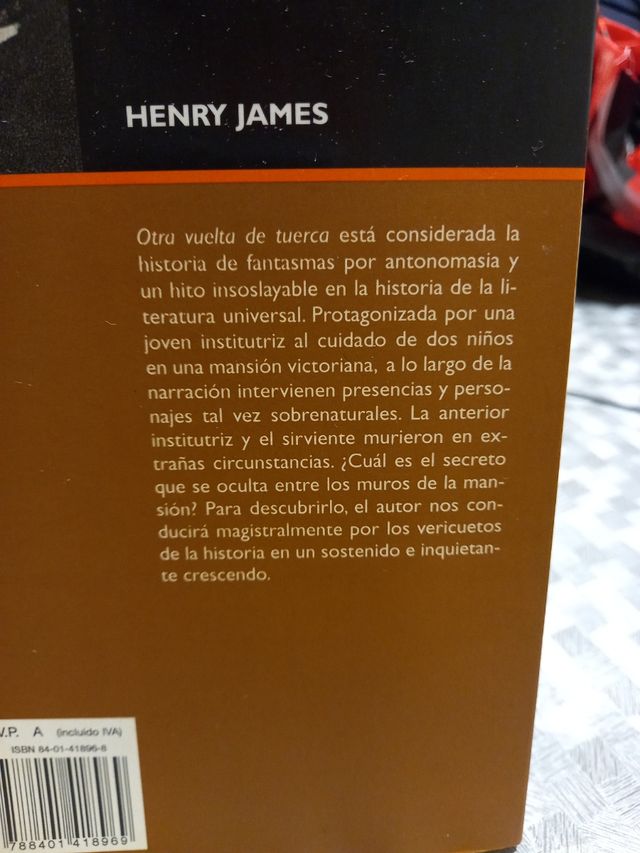 HENRY JAMES
Otra vuelta de tuerca está considerada la
historia de fantasmas por antonomasia y
un hito insoslayable en la historia de la li-
teratura universal. Protagonizada por una
joven institutriz al cuidado de dos niños
en una mansión victoriana, a lo largo de la
narración intervienen presencias y perso-
najes tal vez sobrenaturales. La anterior
institutriz y el sirviente murieron en ex-
trañas circunstancias. ¿Cuál es el secreto
que se oculta entre los muros de la man-
sión? Para descubrirlo, el autor nos con-
ducirá magistralmente por los vericuetos
de la historia en un sostenido e inquietan-
te crescendo.
V.P. A (incluido IVA)
ISBN 84-01-41896-8
788401 418969